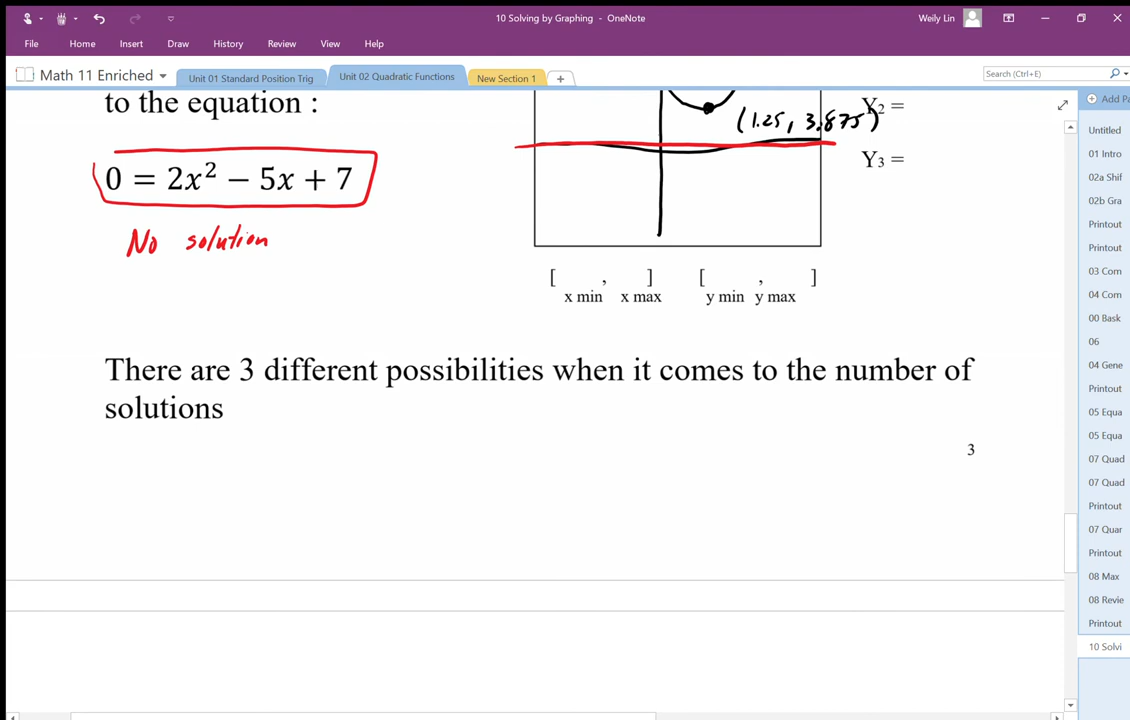 10 Solving by Graphing - OneNote
Weily Lin
File Home Insert Draw History Review View Help
Math 11 Enriched
Unit 01 Standard Position Trig
Unit 02 Quadratic Functions
New Section 1
Search (Ctrl+E)
to the equation :
0 = 2x² − 5x + 7
No solution
(1.25, 3.875)
Y₂ =
Y₃ =
[ , ] [ , ]
x min x max y min y max
There are 3 different possibilities when it comes to the number of
solutions
3
Add Pa
Untitled
01 Intro
02a Shif
02b Gra
Printout
Printout
03 Com
04 Com
00 Bask
06
04 Gene
Printout
05 Equa
05 Equa
07 Quad
07 Quad
Printout
07 Quar
Printout
08 Max
08 Revie
Printout
10 Solvi